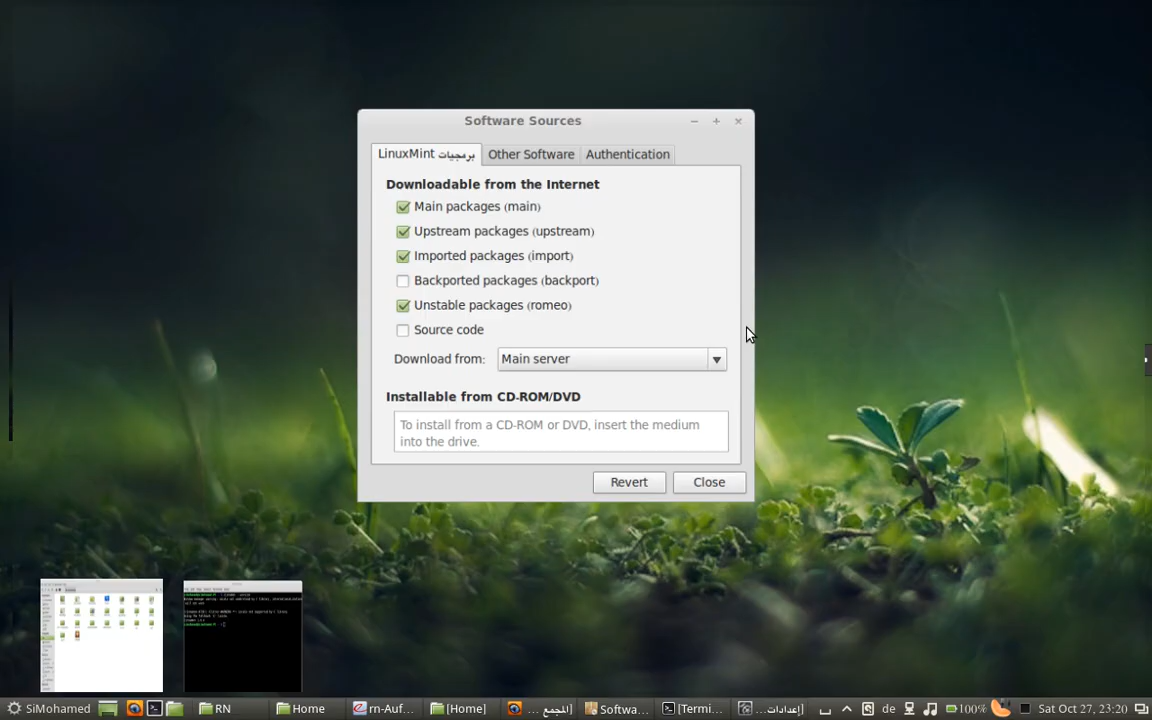 Software Sources
LinuxMint برمجيات
Other Software
Authentication
Downloadable from the Internet
Main packages (main)
Upstream packages (upstream)
Imported packages (import)
Backported packages (backport)
Unstable packages (romeo)
Source code
Download from:
Main server
Installable from CD-ROM/DVD
To install from a CD-ROM or DVD, insert the medium
into the drive.
Revert
Close
SiMohamed
RN
Home
rn-Auf...
[Home]
[المجمع ...
Softwa...
[Termi...
[إعدادات...
de
100%
Sat Oct 27, 23:20